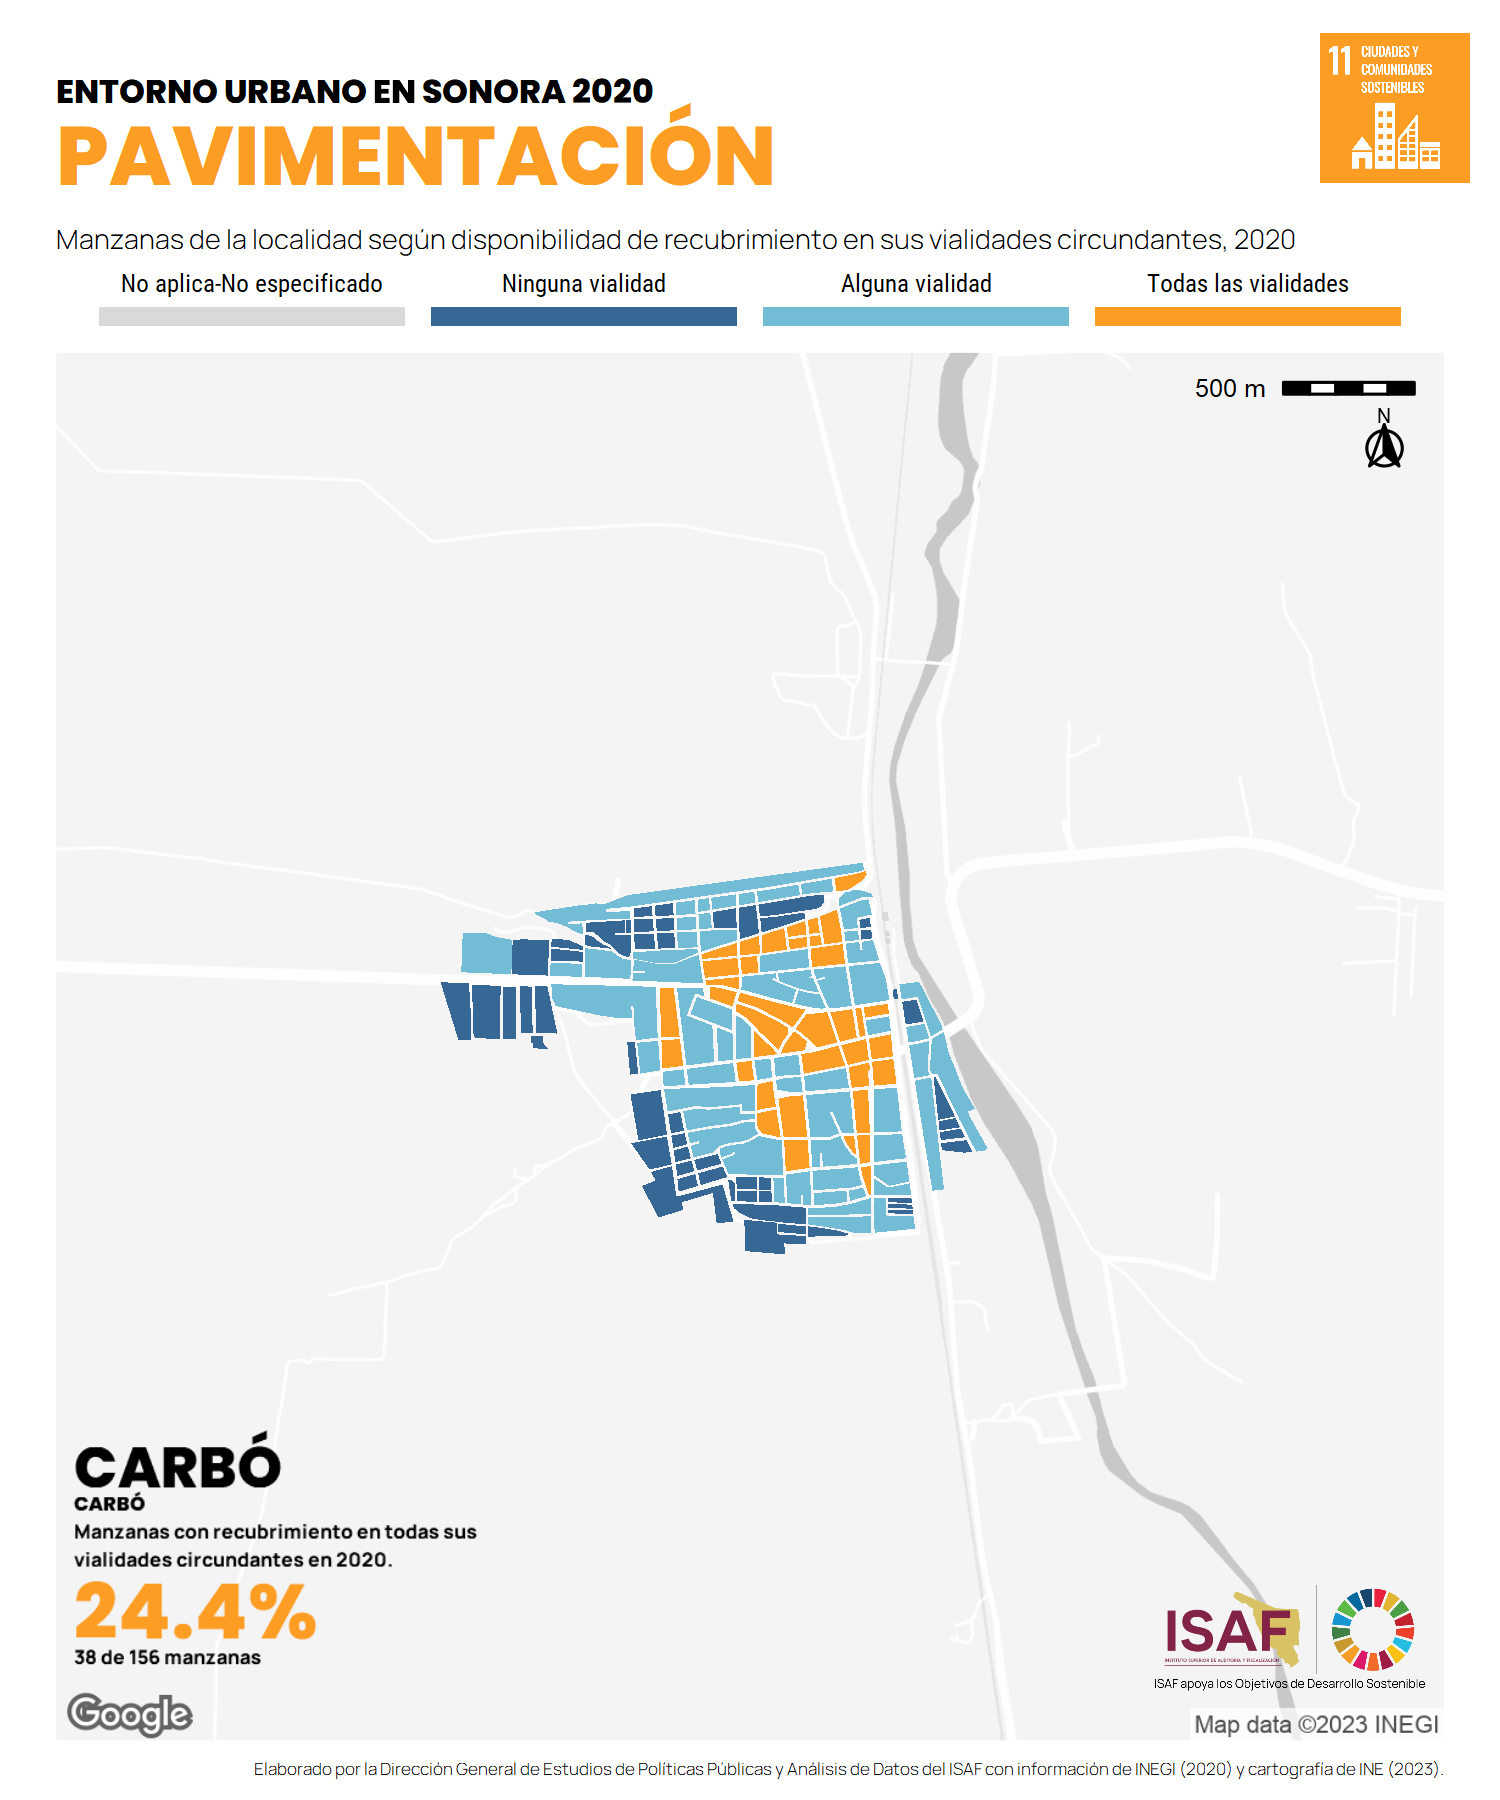 ENTORNO URBANO EN SONORA 2020
PAVIMENTACIÓN
11 CIUDADES Y
COMUNIDADES
SOSTENIBLES
Manzanas de la localidad según disponibilidad de recubrimiento en sus vialidades circundantes, 2020
No aplica-No especificado
Ninguna vialidad
Alguna vialidad
Todas las vialidades
500 m
N
CARBÓ
CARBÓ
Manzanas con recubrimiento en todas sus
vialidades circundantes en 2020.
24.4%
38 de 156 manzanas
Google
ISAF
INSTITUTO SUPERIOR DE AUDITORÍA Y FISCALIZACIÓN
ISAF apoya los Objetivos de Desarrollo Sostenible
Map data ©2023 INEGI
Elaborado por la Dirección General de Estudios de Políticas Públicas y Análisis de Datos del ISAF con información de INEGI (2020) y cartografía de INE (2023).